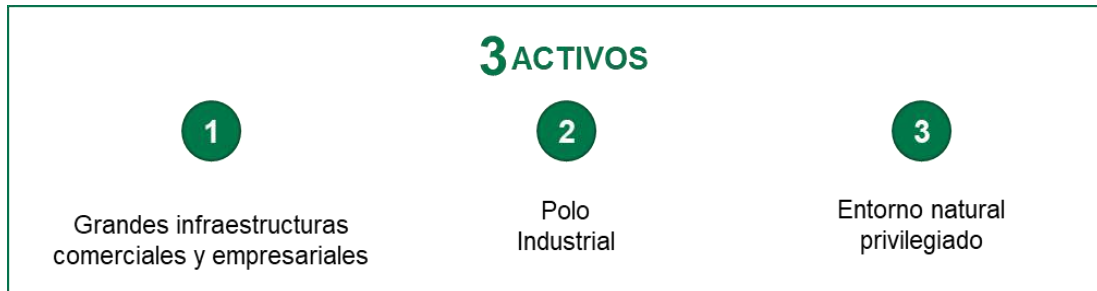 3 ACTIVOS
1
Grandes infraestructuras
comerciales y empresariales
2
Polo
Industrial
3
Entorno natural
privilegiado